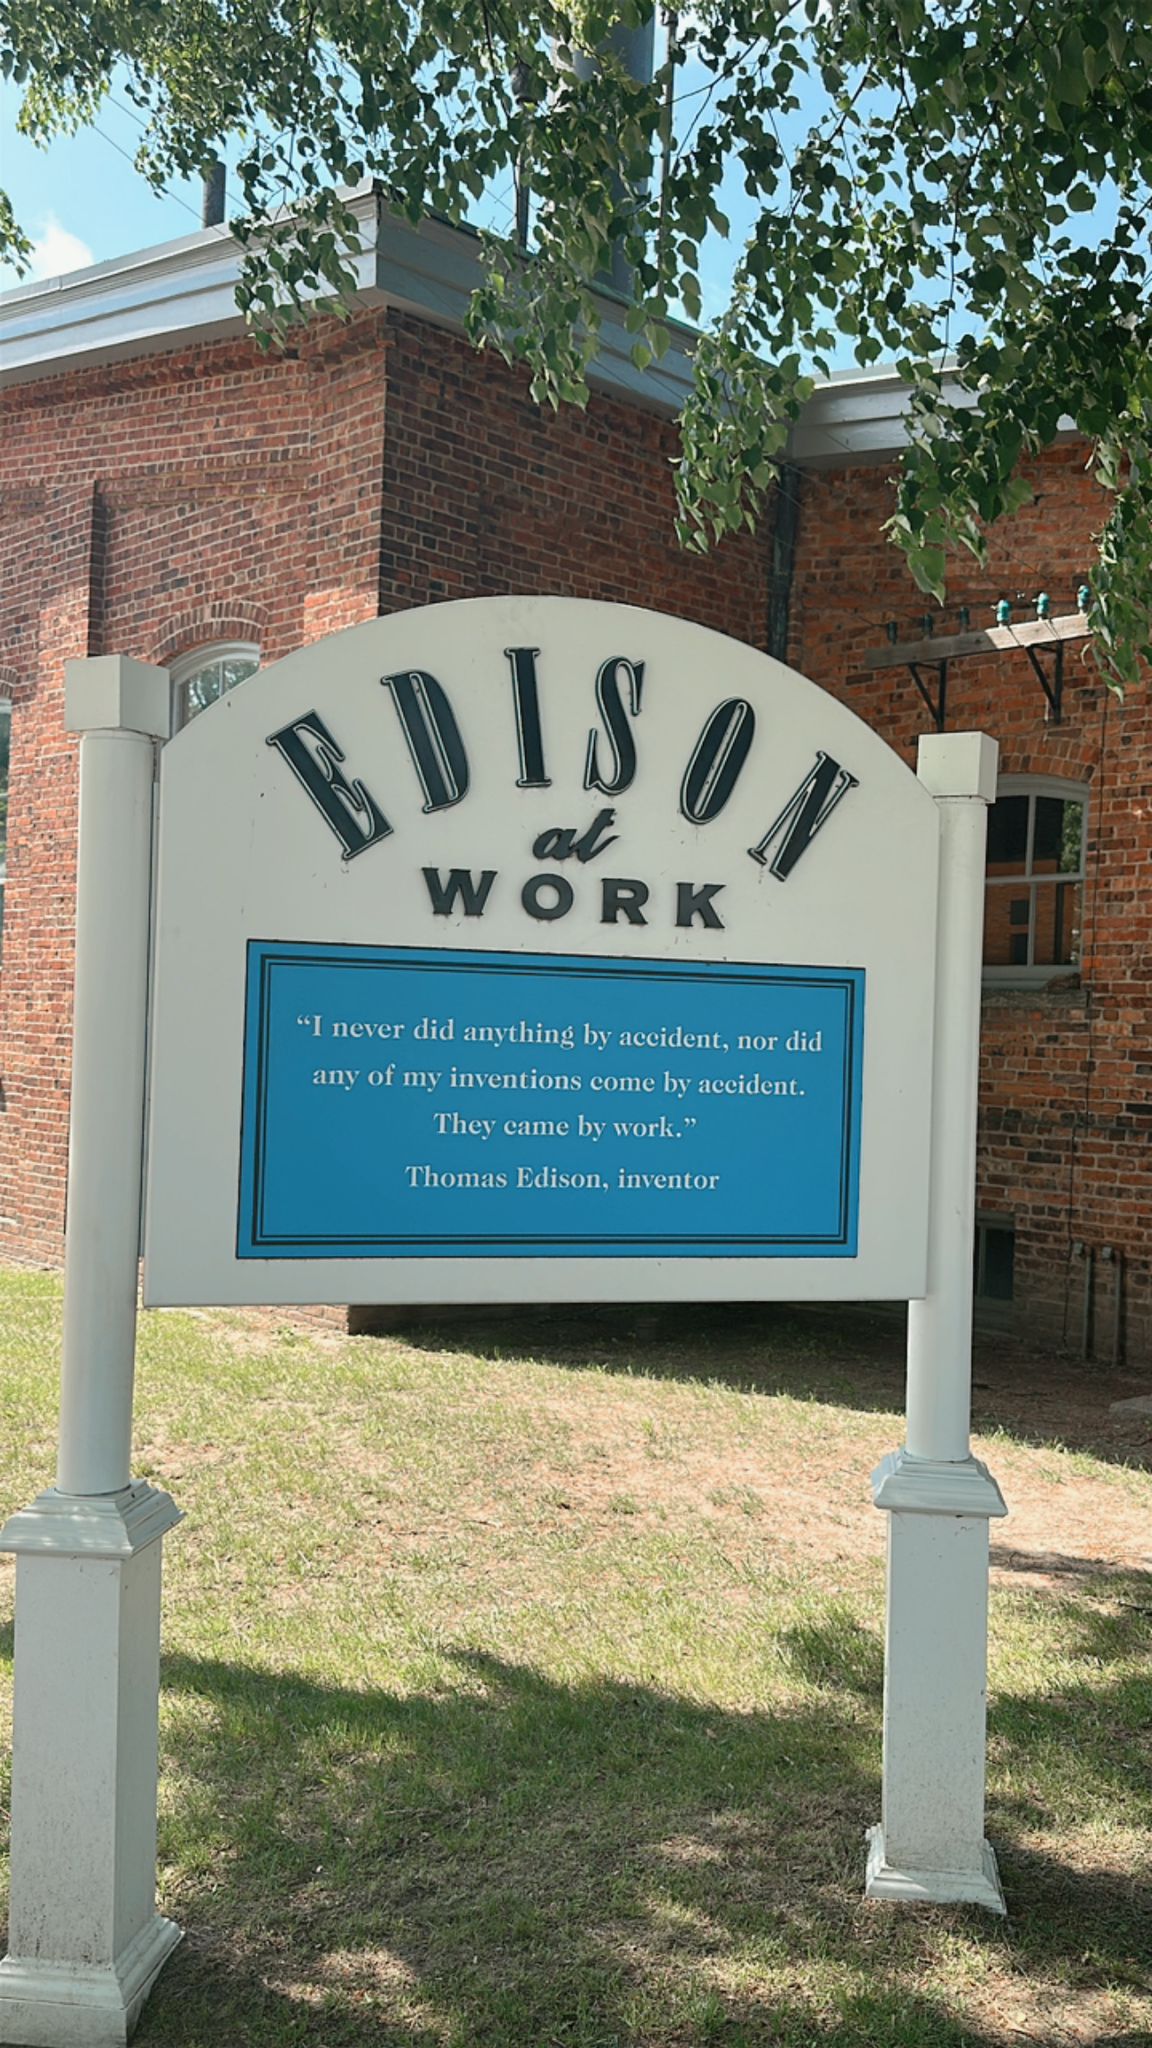 EDISON
at
WORK
“I never did anything by accident, nor did
any of my inventions come by accident.
They came by work.”
Thomas Edison, inventor